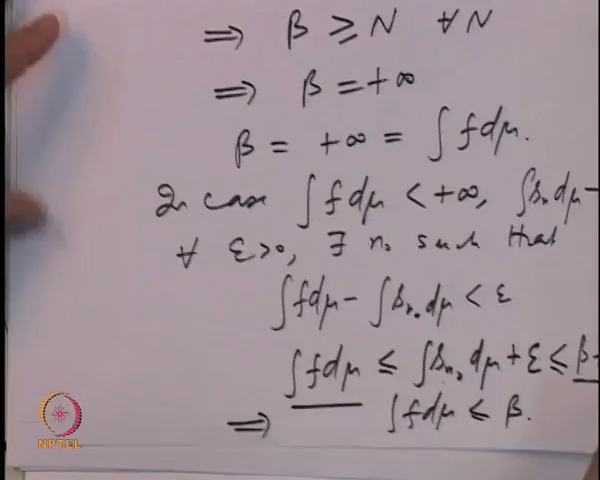 ⇒ β ≥ N ∀ N
⇒ β = +∞
β = +∞ = ∫ f dμ.
In case ∫ f dμ < +∞, ∫ s_n dμ –
∀ ε > 0, ∃ n₀ such that
∫ f dμ – ∫ s_{n₀} dμ < ε
∫ f dμ ≤ ∫ s_{n₀} dμ + ε ≤ β +
⇒ ∫ f dμ ≤ β.
NPTEL